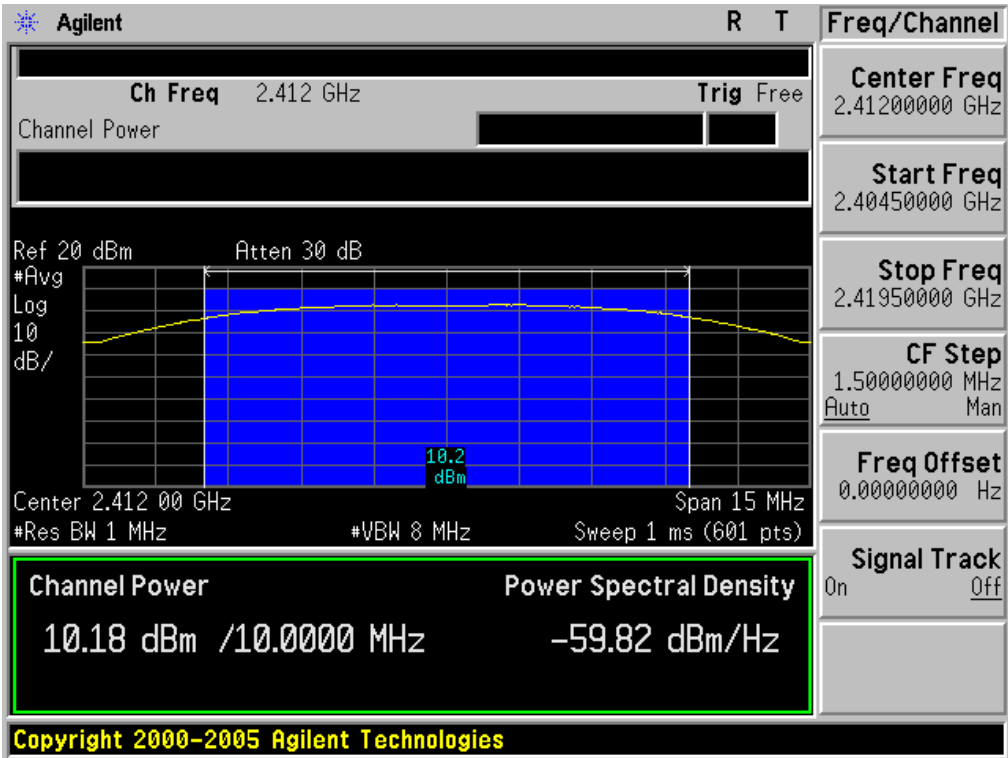 Agilent
R T
Freq/Channel
Ch Freq 2.412 GHz
Trig Free
Channel Power
Center Freq
2.41200000 GHz
Start Freq
2.40450000 GHz
Stop Freq
2.41950000 GHz
CF Step
1.50000000 MHz
Auto Man
Freq Offset
0.00000000 Hz
Signal Track
On Off
Ref 20 dBm
Atten 30 dB
#Avg
Log
10
dB/
10.2
dBm
Center 2.412 00 GHz
Span 15 MHz
#Res BW 1 MHz
#VBW 8 MHz
Sweep 1 ms (601 pts)
Channel Power
Power Spectral Density
10.18 dBm /10.0000 MHz
-59.82 dBm/Hz
Copyright 2000-2005 Agilent Technologies